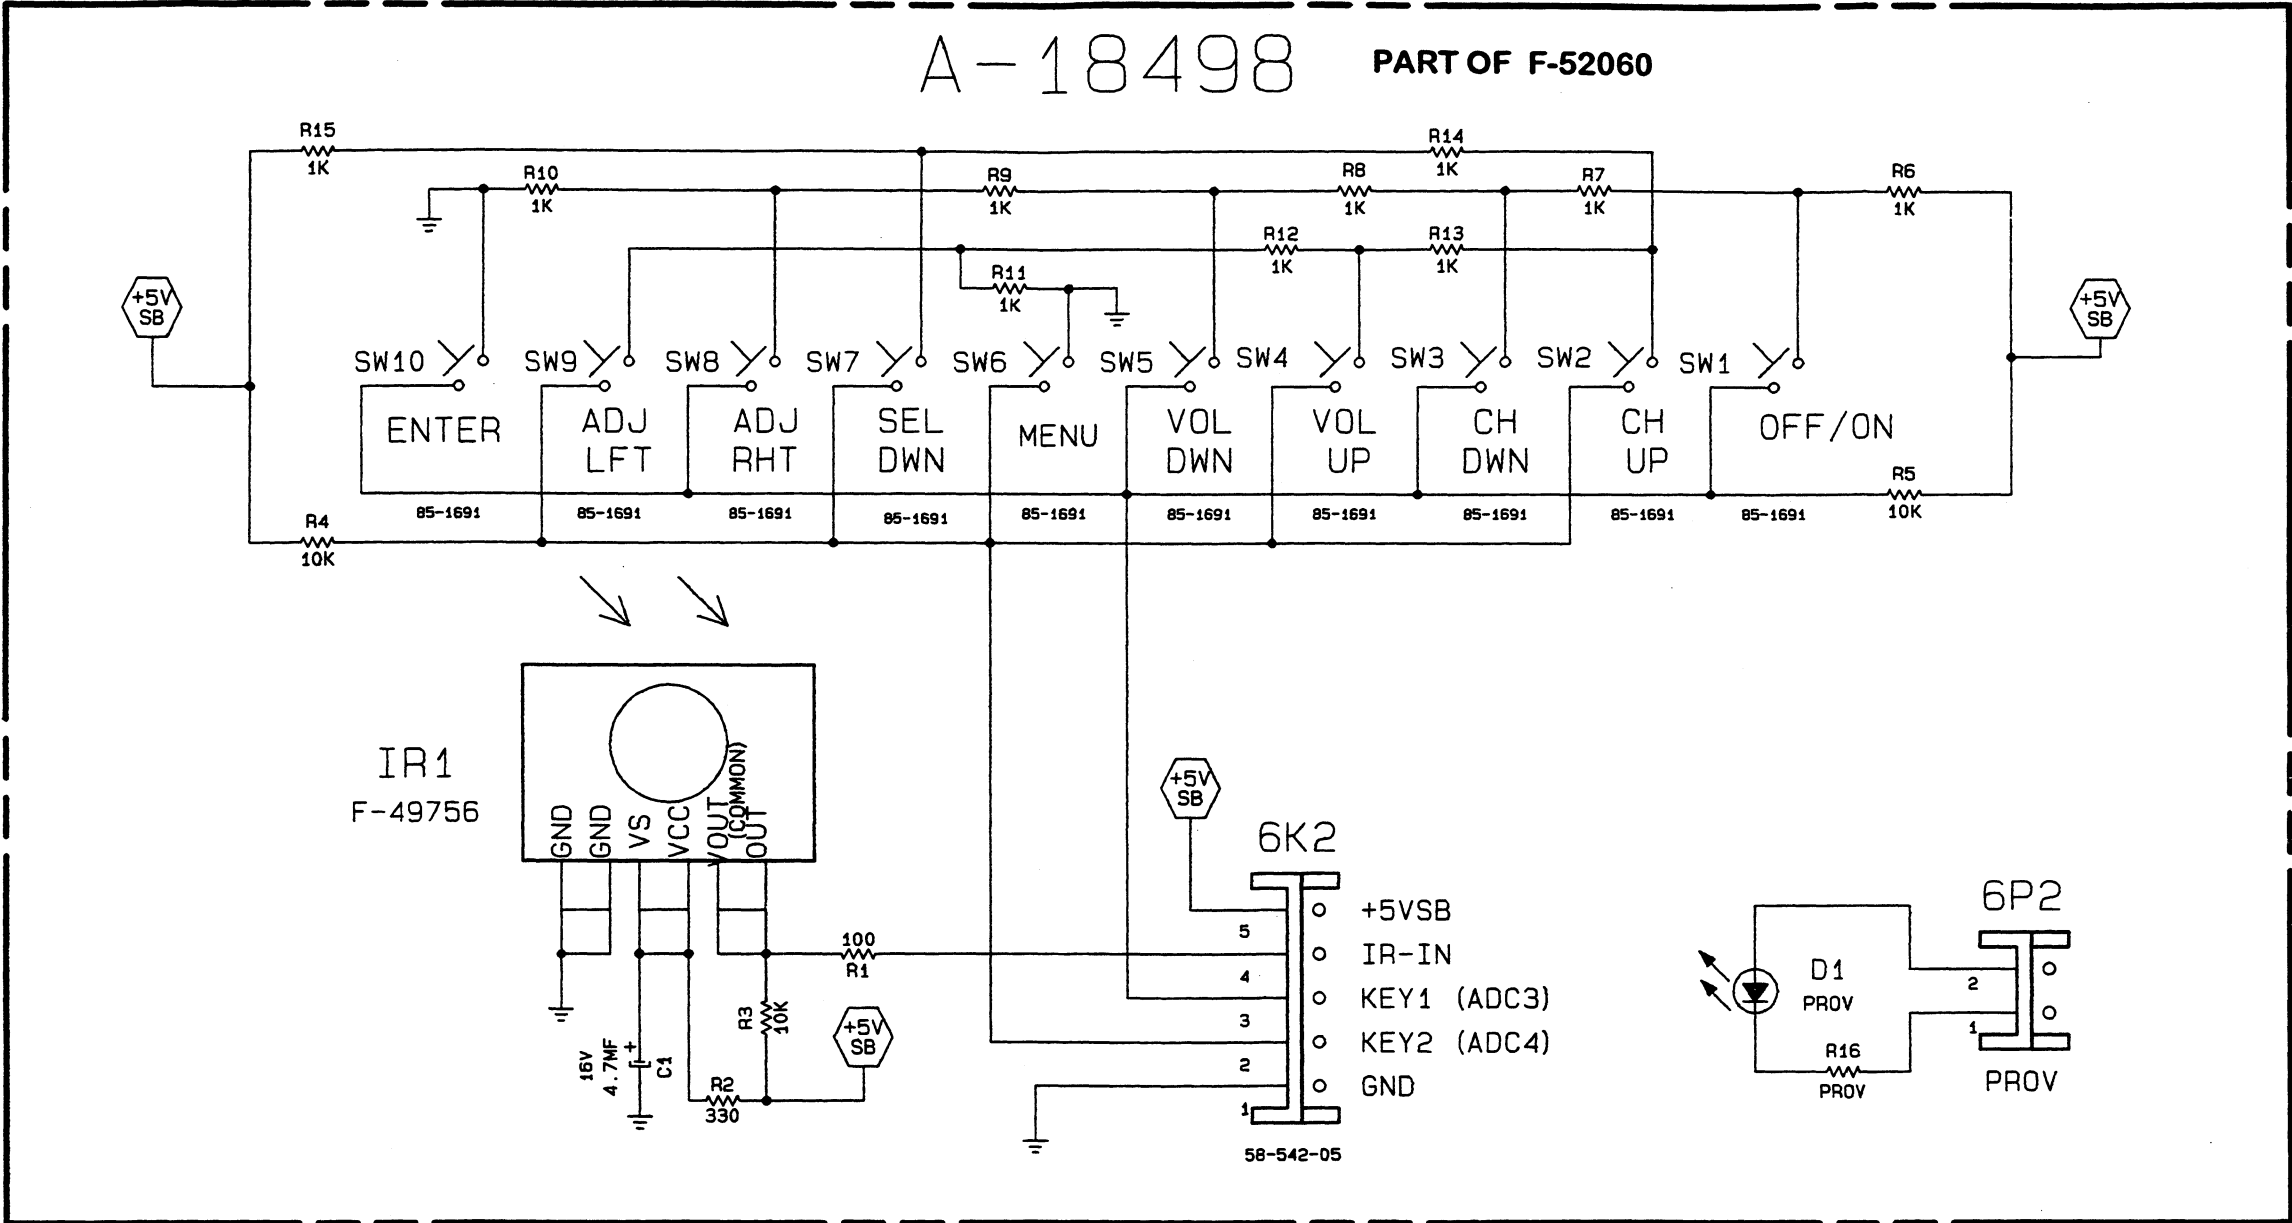 A-18498 PART OF F-52060
R15
1K
R14
1K
R10
1K
R9
1K
R8
1K
R7
1K
R6
1K
R12
1K
R13
1K
R11
1K
+5V
SB
+5V
SB
SW10
SW9
SW8
SW7
SW6
SW5
SW4
SW3
SW2
SW1
ENTER
ADJ
LFT
ADJ
RHT
SEL
DWN
MENU
VOL
DWN
VOL
UP
CH
DWN
CH
UP
OFF/ON
85-1691
85-1691
85-1691
85-1691
85-1691
85-1691
85-1691
85-1691
85-1691
85-1691
R5
10K
R4
10K
IR1
F-49756
GND
GND
VS
VCC
VOUT
(COMMON)
OUT
100
R1
R3
10K
+5V
SB
16V
4.7MF
+
C1
R2
330
+5V
SB
6K2
5
+5VSB
4
IR-IN
3
KEY1 (ADC3)
2
KEY2 (ADC4)
1
GND
58-542-05
6P2
D1
PROV
2
1
R16
PROV
PROV